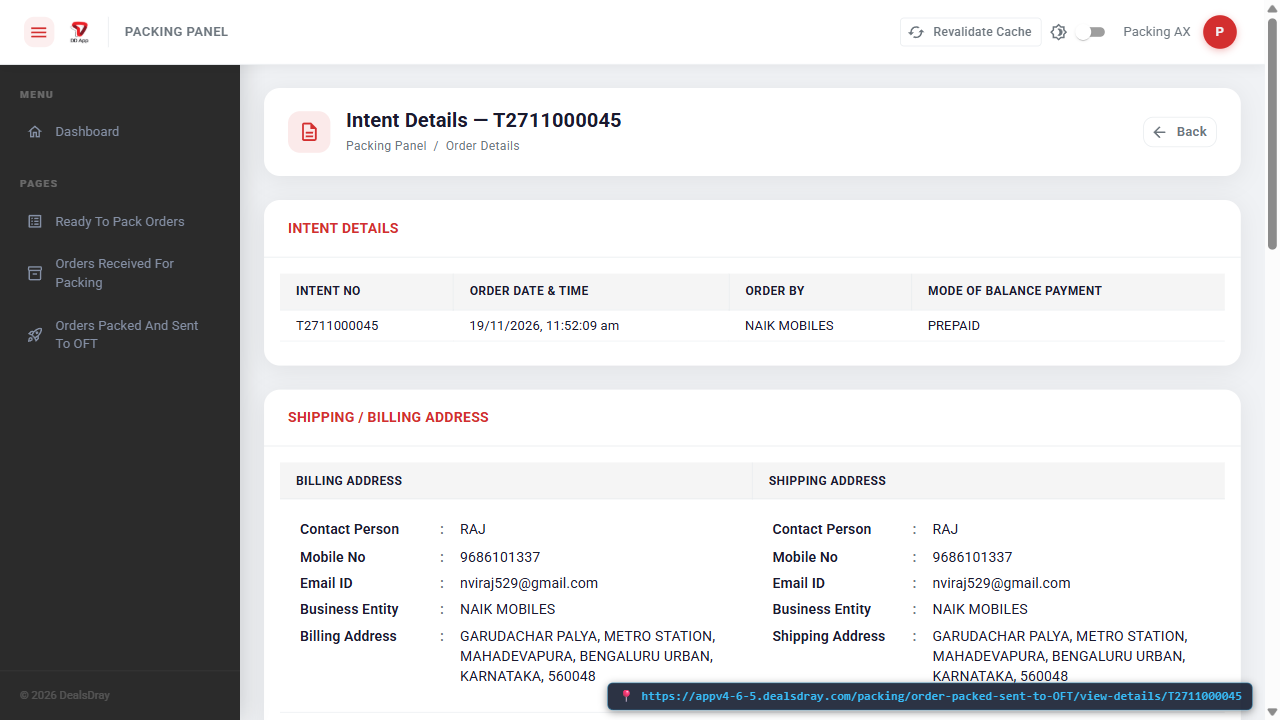 DD App
PACKING PANEL
Revalidate Cache
Packing AX
P
MENU
Dashboard
PAGES
Ready To Pack Orders
Orders Received For
Packing
Orders Packed And Sent
To OFT
© 2026 DealsDray
Intent Details — T2711000045
Packing Panel / Order Details
Back
INTENT DETAILS
INTENT NO ORDER DATE & TIME ORDER BY MODE OF BALANCE PAYMENT
T2711000045 19/11/2026, 11:52:09 am NAIK MOBILES PREPAID
SHIPPING / BILLING ADDRESS
BILLING ADDRESS SHIPPING ADDRESS
Contact Person : RAJ Contact Person : RAJ
Mobile No : 9686101337 Mobile No : 9686101337
Email ID : nviraj529@gmail.com Email ID : nviraj529@gmail.com
Business Entity : NAIK MOBILES Business Entity : NAIK MOBILES
Billing Address : GARUDACHAR PALYA, METRO STATION, Shipping Address : GARUDACHAR PALYA, METRO STATION,
MAHADEVAPURA, BENGALURU URBAN, MAHADEVAPURA, BENGALURU URBAN,
KARNATAKA, 560048 KARNATAKA, 560048
https://appv4-6-5.dealsdray.com/packing/order-packed-sent-to-OFT/view-details/T2711000045